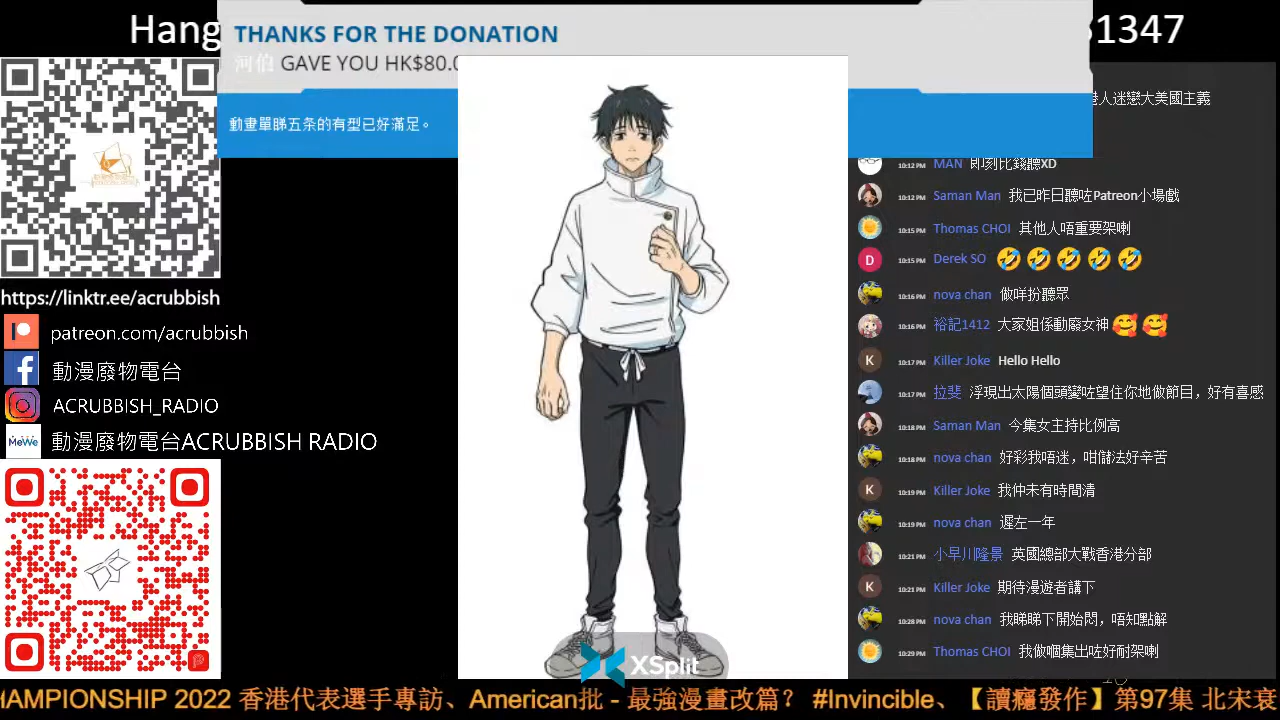 Hang
1347
THANKS FOR THE DONATION
河伯 GAVE YOU HK$80.0
動畫單睇五条的有型已好滿足。
人迷戀大美國主義
10:12 PM MAN 即刻比錢聽XD
10:12 PM Saman Man 我已昨日聽咗Patreon小場戲
10:15 PM Thomas CHOI 其他人唔重要架喇
D 10:15 PM Derek SO 🤣🤣🤣🤣🤣
10:16 PM nova chan 做咩扮聽眾
10:16 PM 裕記1412 大家姐係動廢女神🥰🥰
K 10:17 PM Killer Joke Hello Hello
10:17 PM 拉斐 浮現出太陽個頭變咗望住你地做節目，好有喜感
10:18 PM Saman Man 今集女主持比例高
10:18 PM nova chan 好彩我唔迷，咁儲法好辛苦
K 10:19 PM Killer Joke 我仲未有時間清
10:19 PM nova chan 遲左一年
10:21 PM 小早川隆景 英國總部大戰香港分部
K 10:21 PM Killer Joke 期待漫遊者講下
10:28 PM nova chan 我睇睇下開始悶，唔知點解
10:29 PM Thomas CHOI 我做嗰集出咗好耐架喇
https://linktr.ee/acrubbish
patreon.com/acrubbish
動漫廢物電台
ACRUBBISH_RADIO
MeWe 動漫廢物電台ACRUBBISH RADIO
XSplit
AMPIONSHIP 2022 香港代表選手專訪、American批 - 最強漫畫改篇？ #Invincible、【讀癮發作】第97集 北宋衰